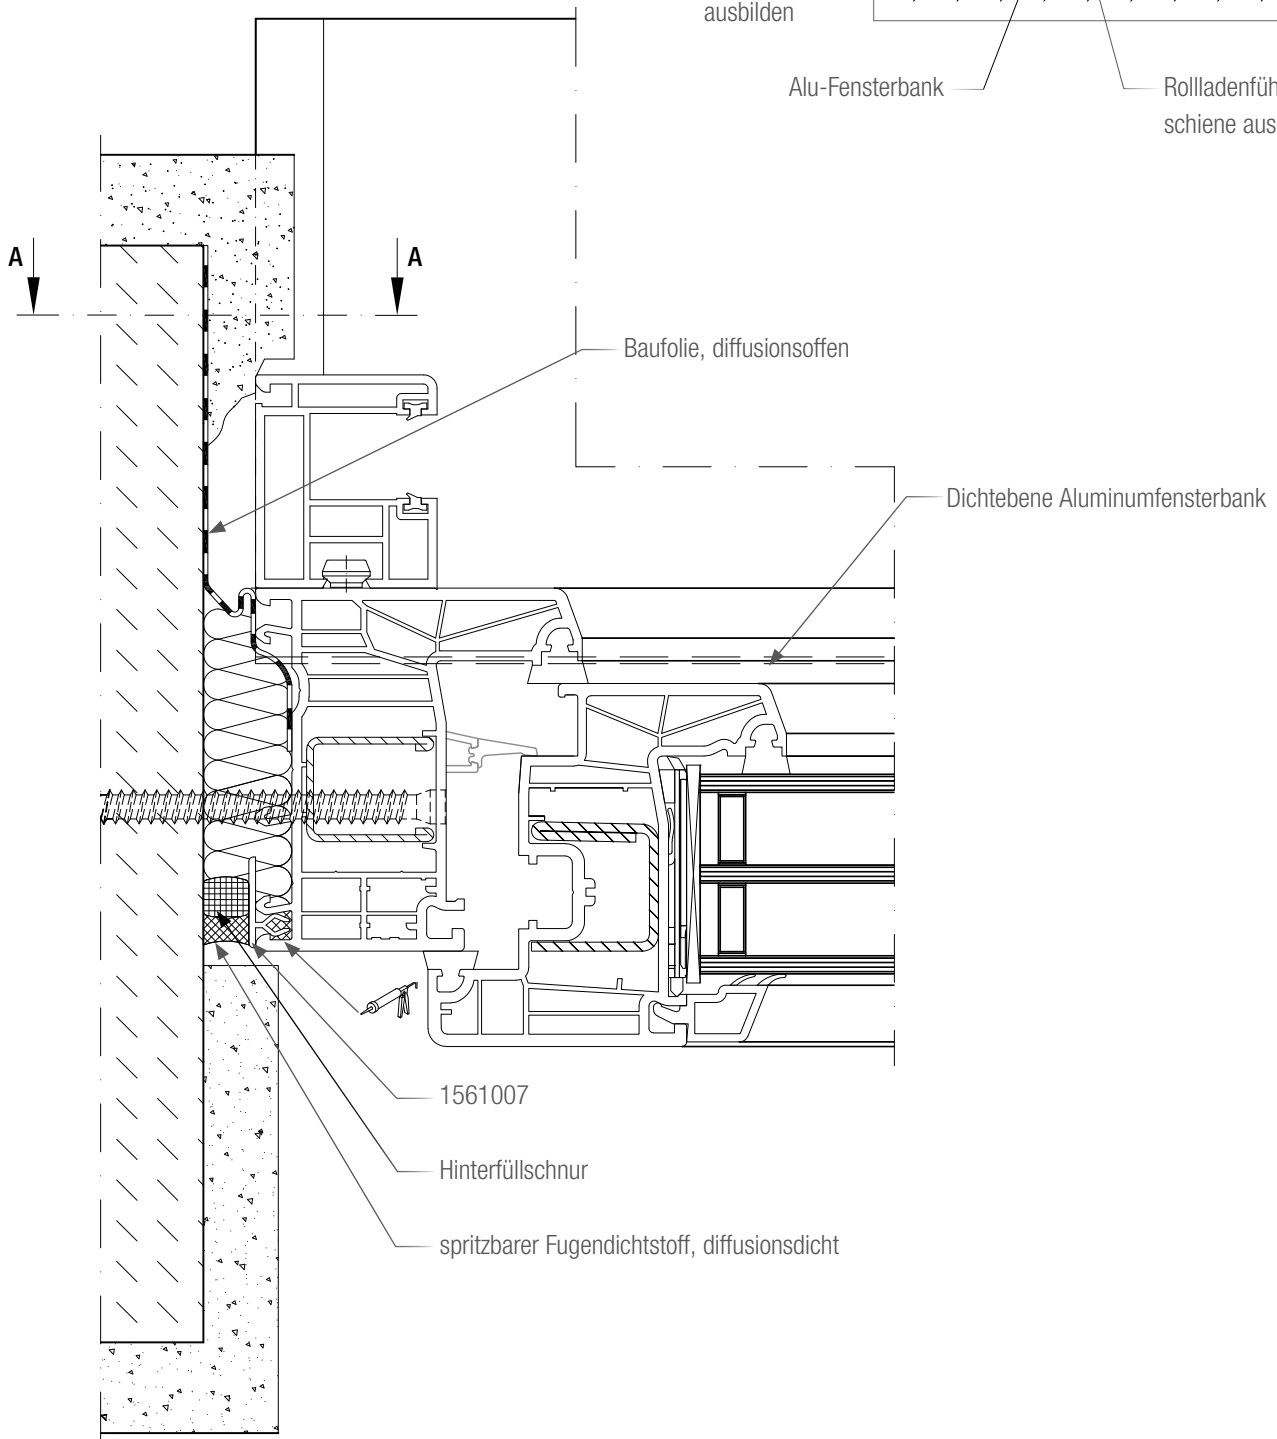 ausbilden
Alu-Fensterbank
Rollladenfüh
schiene aus
A A
Baufolie, diffusionsoffen
Dichtebene Aluminumfensterbank
1561007
Hinterfüllschnur
spritzbarer Fugendichtstoff, diffusionsdicht